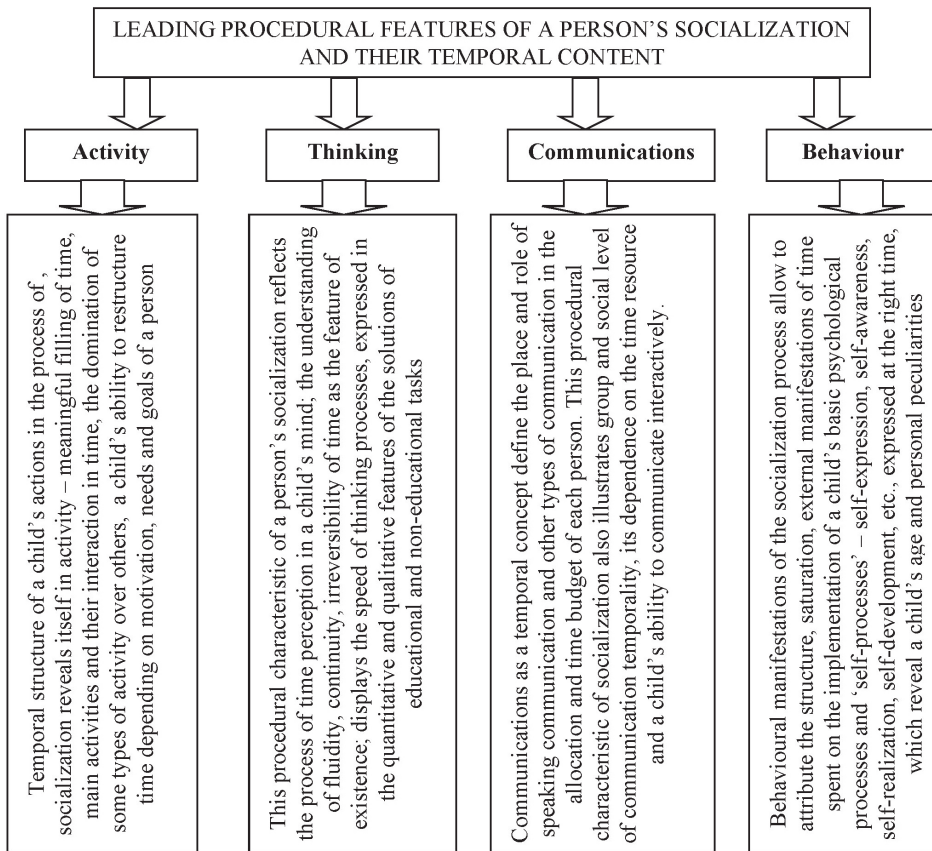 LEADING PROCEDURAL FEATURES OF A PERSON'S SOCIALIZATION
AND THEIR TEMPORAL CONTENT
Activity
Thinking
Communications
Behaviour
Temporal structure of a child's actions in the process of ,
socialization reveals itself in activity – meaningful filling of time,
main activities and their interaction in time, the domination of
some types of activity over others,  a child's ability to restructure
time depending on motivation, needs and goals of a person
This procedural characteristic of a person's socialization reflects
the process of time perception in a child's mind; the understanding
of fluidity, continuity, irreversibility of time as the feature of
existence; displays the speed of thinking processes, expressed in
the quantitative and qualitative features of the solutions of
educational and non-educational tasks
Communications as a temporal concept define the place and role of
speaking communication and other types of communication in the
allocation and time budget of each person. This procedural
characteristic of socialization also illustrates group and social level
of communication temporality, its dependence on the time resource
and a child's ability to communicate interactively.
Behavioural manifestations of the socialization process allow to
attribute the structure, saturation, external manifestations of time
spent on the implementation of a child's basic psychological
processes and 'self-processes' – self-expression, self-awareness,
self-realization, self-development, etc., expressed at the right time,
which reveal a child's age and personal peculiarities